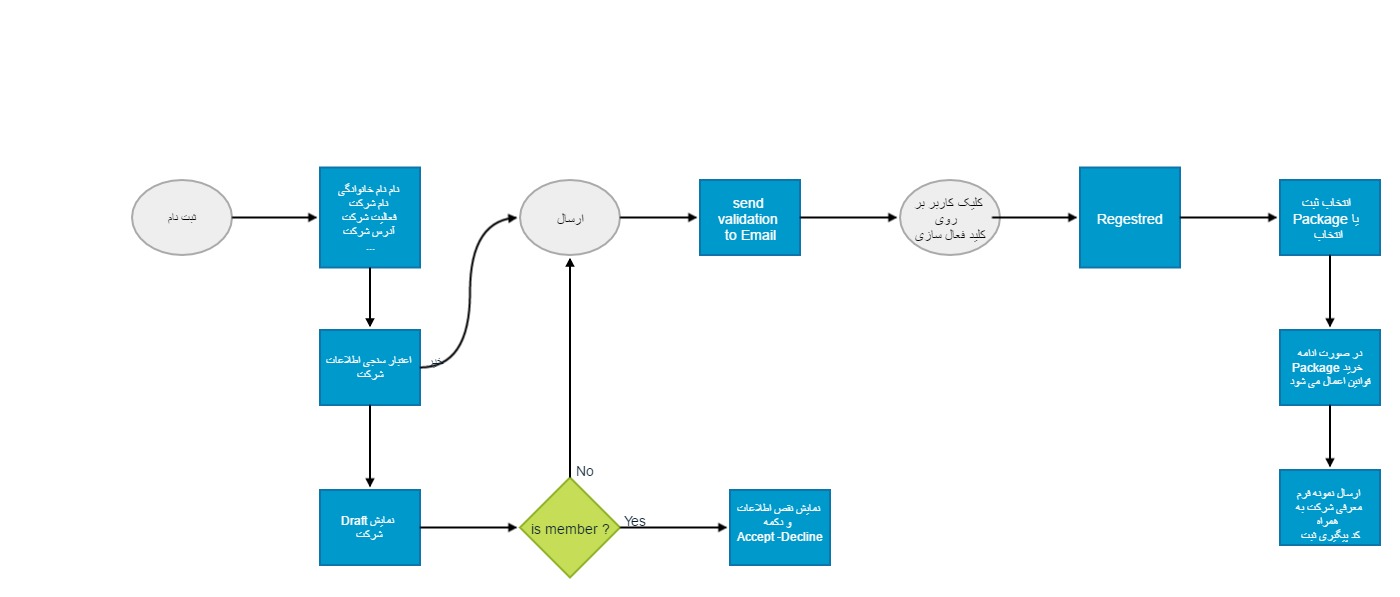 ثبت نام
نام نام خانوادگی
نام شرکت
فعالیت شرکت
آدرس شرکت
...
ارسال
send
validation
to Email
کلیک کاربر بر
روی
کلید فعال سازی
Regestred
انتخاب ثبت
یا Package
انتخاب
اعتبار سنجی اطلاعات
شرکت
خیر
در صورت ادامه
خرید Package
قوانین اعمال می شود
نمایش Draft
شرکت
is member ?
No
Yes
نمایش نقص اطلاعات
و دکمه
Accept -Decline
ارسال نمونه فرم
معرفی شرکت به
همراه
کد پیگیری ثبت